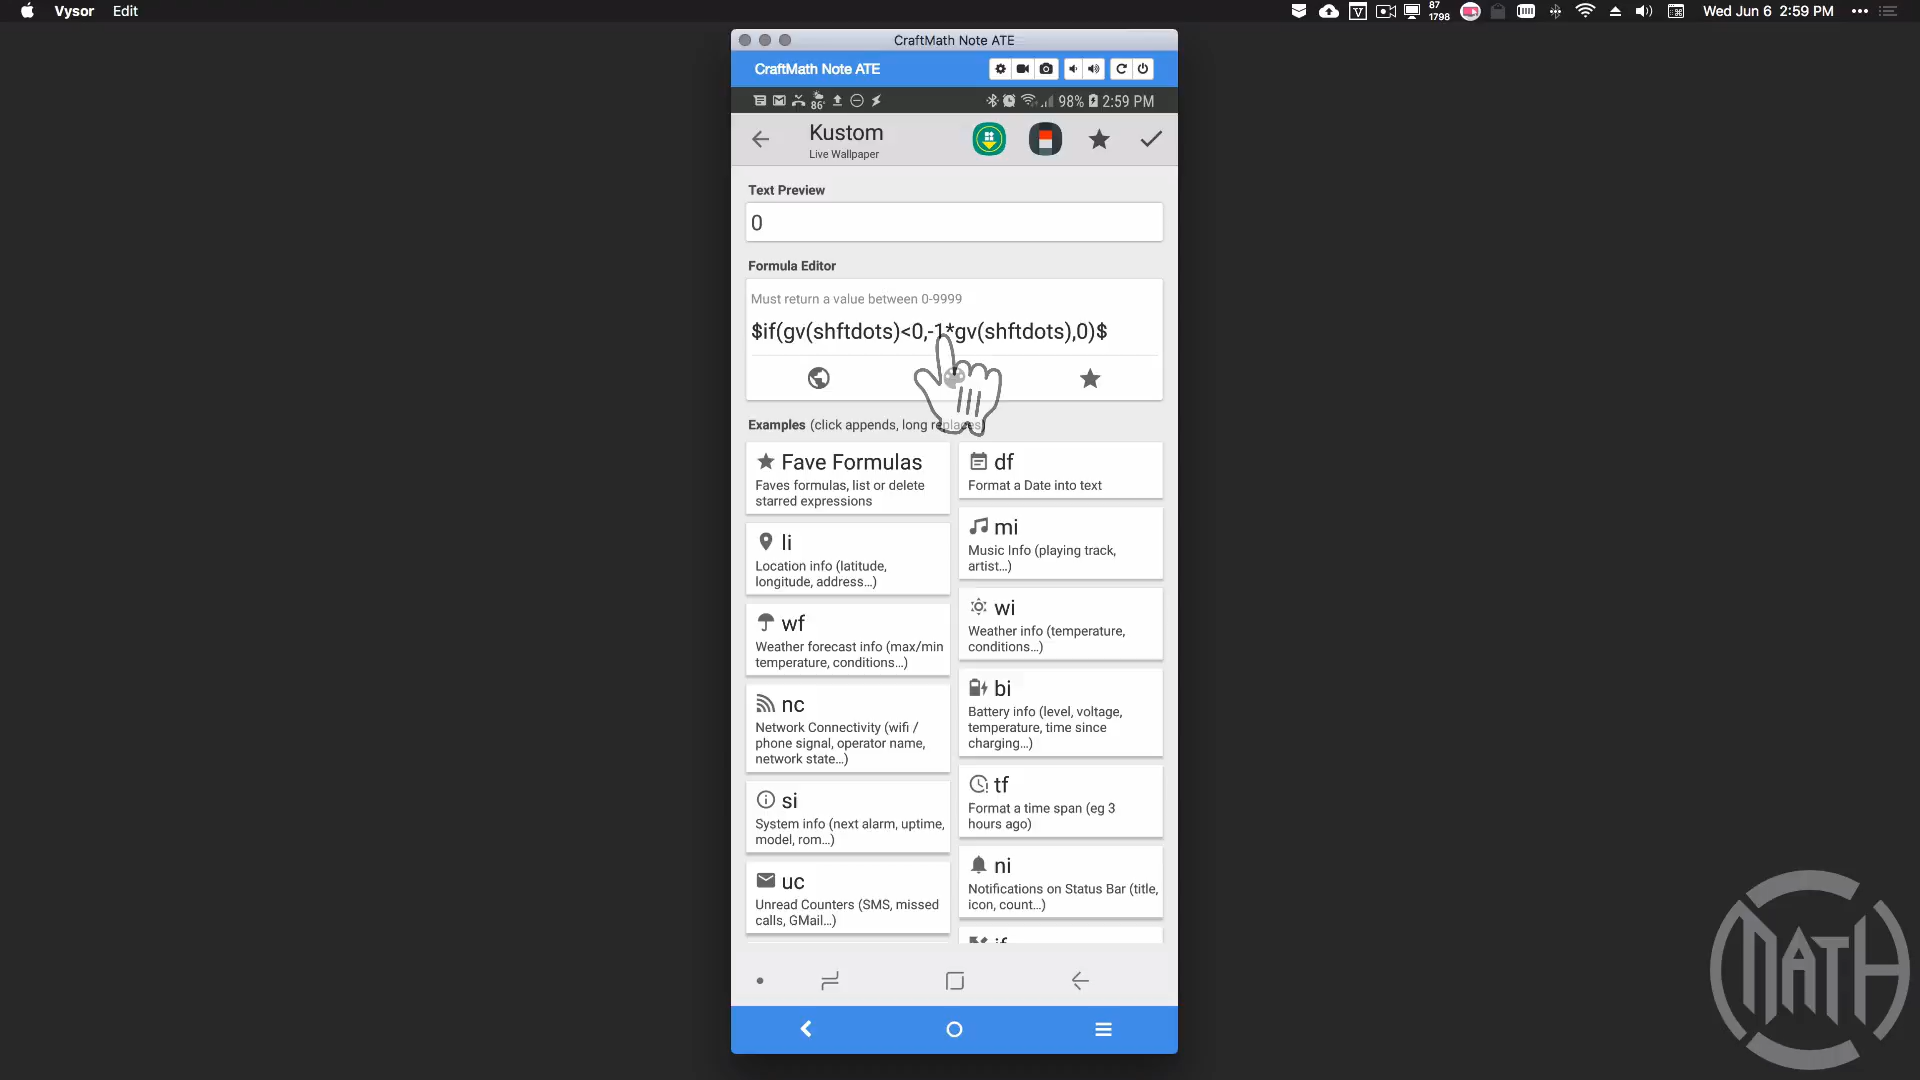 Vysor Edit
87
1798
Wed Jun 6 2:59 PM
CraftMath Note ATE
CraftMath Note ATE
86°
98% 2:59 PM
Kustom
Live Wallpaper
Text Preview
0
Formula Editor
Must return a value between 0-9999
$if(gv(shftdots)<0,-1*gv(shftdots),0)$
Examples (click appends, long replaces)
Fave Formulas
Faves formulas, list or delete
starred expressions
df
Format a Date into text
li
Location info (latitude,
longitude, address...)
mi
Music Info (playing track,
artist...)
wf
Weather forecast info (max/min
temperature, conditions...)
wi
Weather info (temperature,
conditions...)
nc
Network Connectivity (wifi /
phone signal, operator name,
network state...)
bi
Battery info (level, voltage,
temperature, time since
charging...)
si
System info (next alarm, uptime,
model, rom...)
tf
Format a time span (eg 3
hours ago)
uc
Unread Counters (SMS, missed
calls, GMail...)
ni
Notifications on Status Bar (title,
icon, count...)
if
MATH